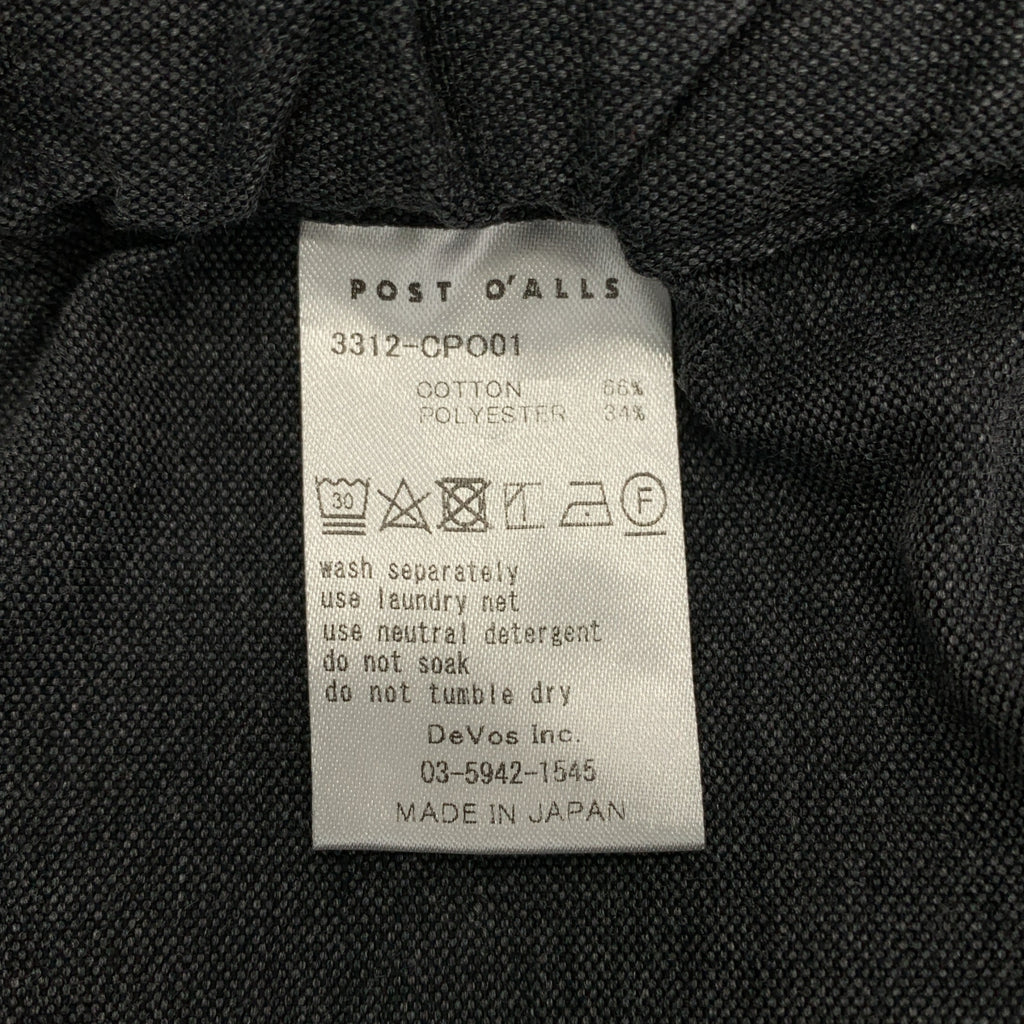 POST O'ALLS
3312-CPO01
COTTON 66%
POLYESTER 34%
30 F
wash separately
use laundry net
use neutral detergent
do not soak
do not tumble dry
DeVos Inc.
03-5942-1545
MADE IN JAPAN